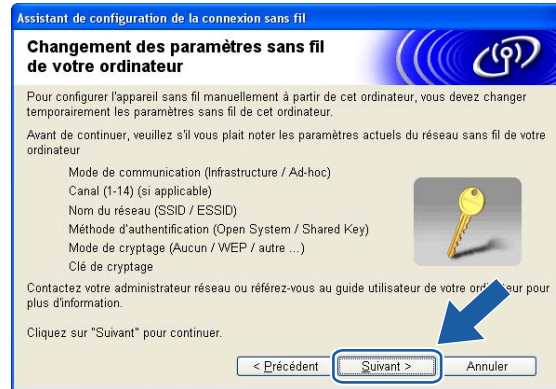 Assistant de configuration de la connexion sans fil
Changement des paramètres sans fil
de votre ordinateur
Pour configurer l'appareil sans fil manuellement à partir de cet ordinateur, vous devez changer
temporairement les paramètres sans fil de cet ordinateur.
Avant de continuer, veuillez s'il vous plait noter les paramètres actuels du réseau sans fil de votre
ordinateur
Mode de communication (Infrastructure / Ad-hoc)
Canal (1-14) (si applicable)
Nom du réseau (SSID / ESSID)
Méthode d'authentification (Open System / Shared Key)
Mode de cryptage (Aucun / WEP / autre ...)
Clé de cryptage
Contactez votre administrateur réseau ou référez-vous au guide utilisateur de votre pour
plus d'information.
Cliquez sur "Suivant" pour continuer.
< Précédent Suivant > Annuler